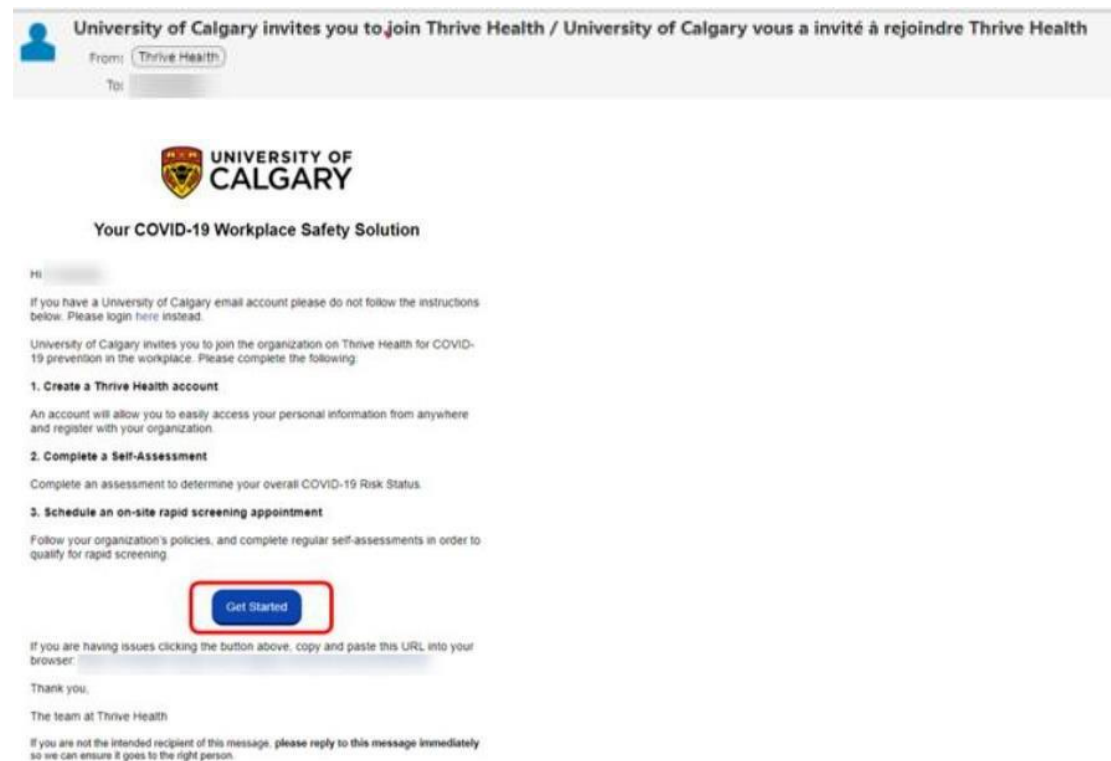 University of Calgary invites you to join Thrive Health / University of Calgary vous a invité à rejoindre Thrive Health
From: Thrive Health
To:
UNIVERSITY OF
CALGARY
Your COVID-19 Workplace Safety Solution
Hi
If you have a University of Calgary email account please do not follow the instructions
below. Please login here instead.
University of Calgary invites you to join the organization on Thrive Health for COVID-
19 prevention in the workplace. Please complete the following:
1. Create a Thrive Health account
An account will allow you to easily access your personal information from anywhere
and register with your organization.
2. Complete a Self-Assessment
Complete an assessment to determine your overall COVID-19 Risk Status.
3. Schedule an on-site rapid screening appointment
Follow your organization's policies, and complete regular self-assessments in order to
qualify for rapid screening.
Get Started
If you are having issues clicking the button above, copy and paste this URL into your
browser:
Thank you,
The team at Thrive Health
If you are not the intended recipient of this message, please reply to this message immediately
so we can ensure it goes to the right person.